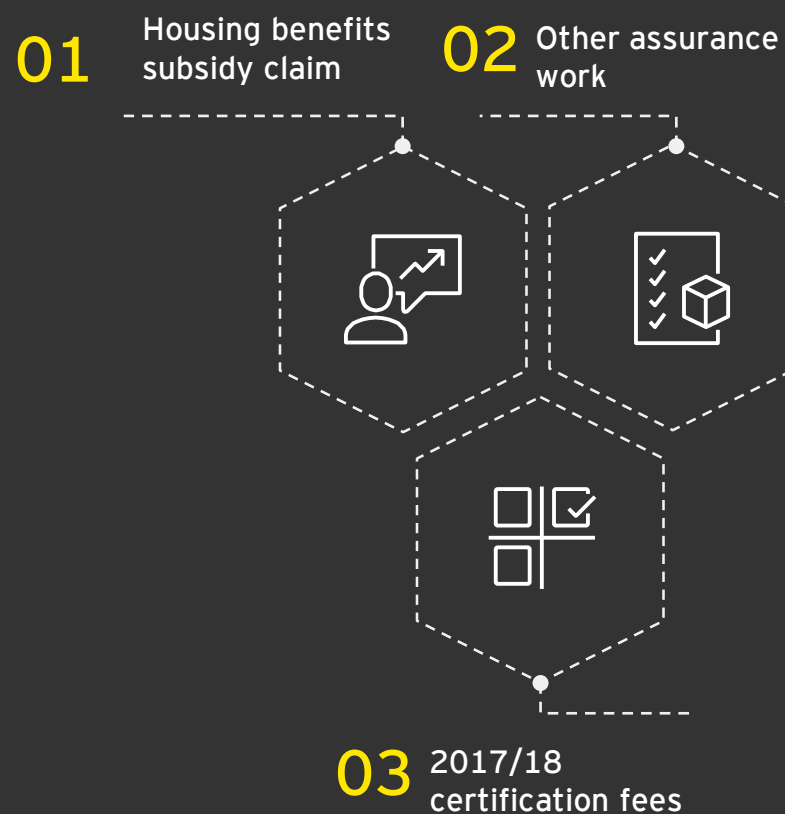 01
Housing benefits
subsidy claim
02
Other assurance
work
03
2017/18
certification fees